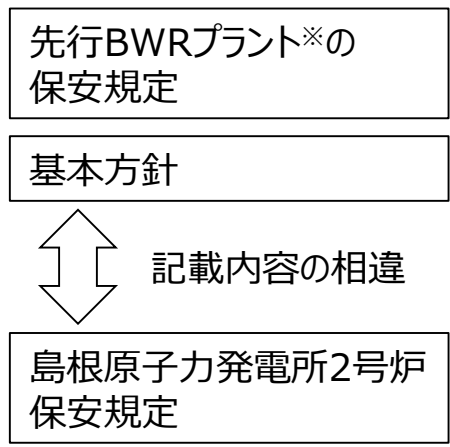 先行BWRプラント※の
保安規定
基本方針
記載内容の相違
島根原子力発電所2号炉
保安規定